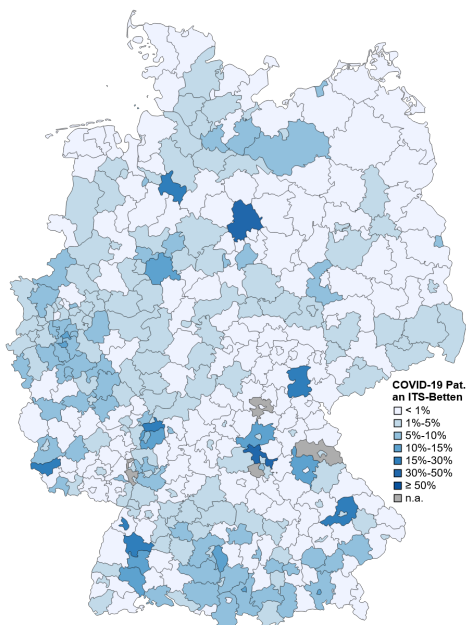 COVID-19 Pat.
an ITS-Betten
< 1%
1%-5%
5%-10%
10%-15%
15%-30%
30%-50%
≥ 50%
n.a.